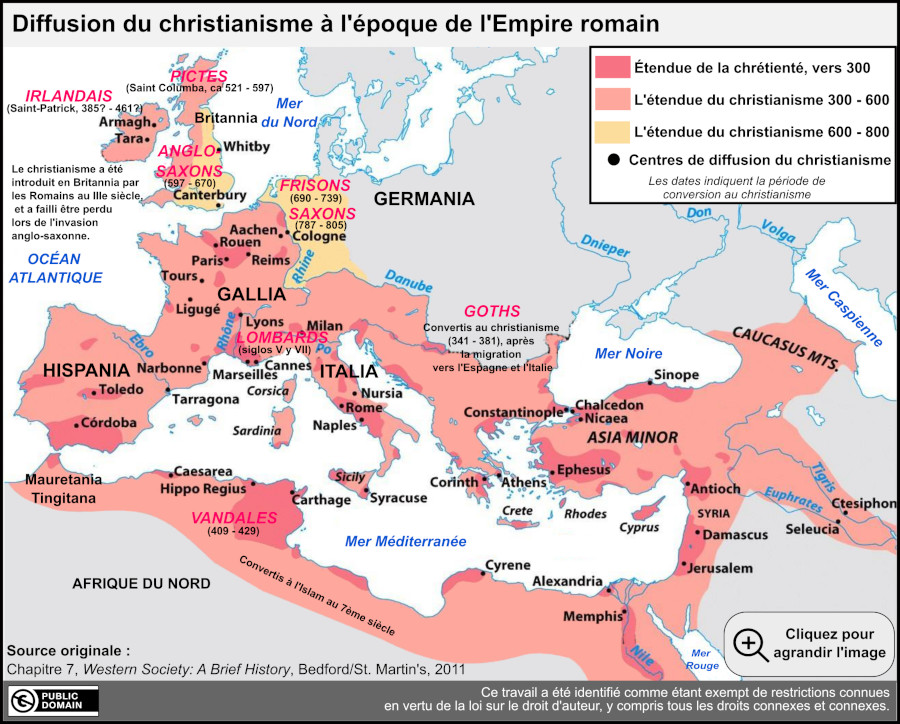 Diffusion du christianisme à l'époque de l'Empire romain
Étendue de la chrétienté, vers 300
L'étendue du christianisme 300 - 600
L'étendue du christianisme 600 - 800
Centres de diffusion du christianisme
Les dates indiquent la période de
conversion au christianisme
PICTES
(Saint Columba, ca 521 - 597)
IRLANDAIS
(Saint-Patrick, 385? - 461?)
Armagh
Tara
Britannia
Mer
du Nord
Whitby
ANGLO-
SAXONS
(597 - 670)
Canterbury
Le christianisme a été
introduit en Britannia par
les Romains au IIIe siècle,
et a failli être perdu
lors de l'invasion
anglo-saxonne.
OCÉAN
ATLANTIQUE
FRISONS
(690 - 739)
SAXONS
(787 - 805)
GERMANIA
Aachen
Cologne
Rouen
Paris
Reims
Rhine
Tours
GALLIA
Ligugé
Danube
Dnieper
Don
Volga
Mer Caspienne
Lyons
Rhône
LOMBARDS
(siglos V y VII)
Milan
Po
GOTHS
Convertis au christianisme
(341 - 381), après
la migration
vers l'Espagne et l'Italie
Mer Noire
CAUCASUS MTS.
Ebro
HISPANIA
Narbonne
Marseilles
Cannes
ITALIA
Toledo
Tarragona
Corsica
Nursia
Rome
Sinope
Córdoba
Sardinia
Naples
Constantinople
Chalcedon
Nicaea
ASIA MINOR
Mauretania
Tingitana
Caesarea
Hippo Regius
Carthage
Sicily
Syracuse
Corinth
Athens
Ephesus
Antioch
Tigris
Euphrates
Ctesiphon
Seleucia
VANDALES
(409 - 429)
Crete
Rhodes
Cyprus
SYRIA
Damascus
Mer Méditerranée
Jerusalem
AFRIQUE DU NORD
Convertis à l'Islam au 7ème siècle
Cyrene
Alexandria
Memphis
Nile
Mer
Rouge
Cliquez pour
agrandir l'image
Source originale :
Chapitre 7, Western Society: A Brief History, Bedford/St. Martin's, 2011
PUBLIC
DOMAIN
Ce travail a été identifié comme étant exempt de restrictions connues
en vertu de la loi sur le droit d'auteur, y compris tous les droits connexes et connexes.